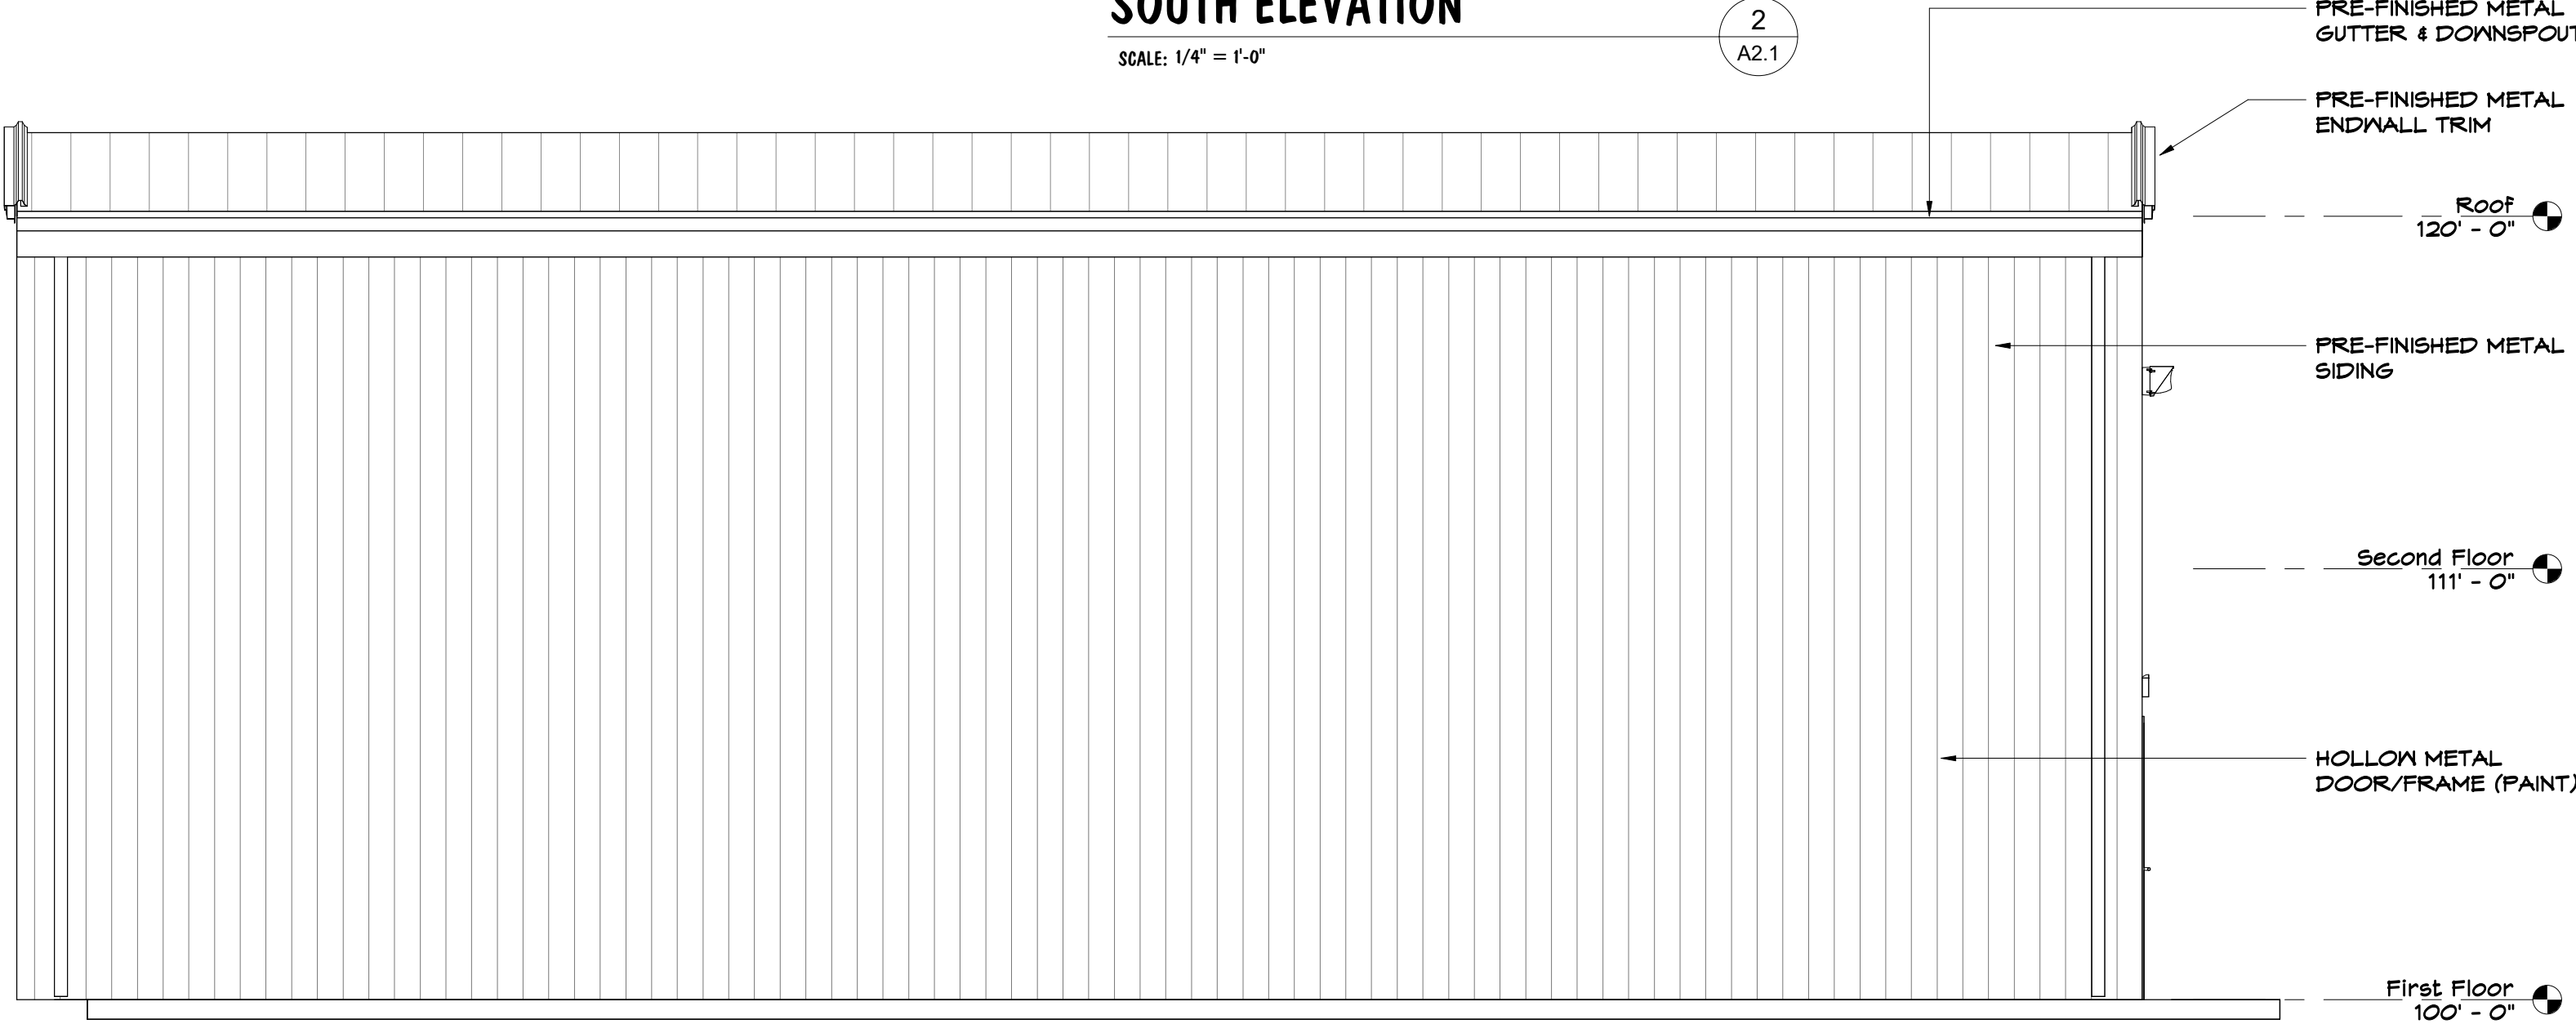 SOUTH ELEVATION
SCALE: 1/4" = 1'-0"
2
A2.1
PRE-FINISHED METAL
GUTTER & DOWNSPOUT
PRE-FINISHED METAL
ENDWALL TRIM
Roof
120' - 0"
PRE-FINISHED METAL
SIDING
Second Floor
111' - 0"
HOLLOW METAL
DOOR/FRAME (PAINT)
First Floor
100' - 0"